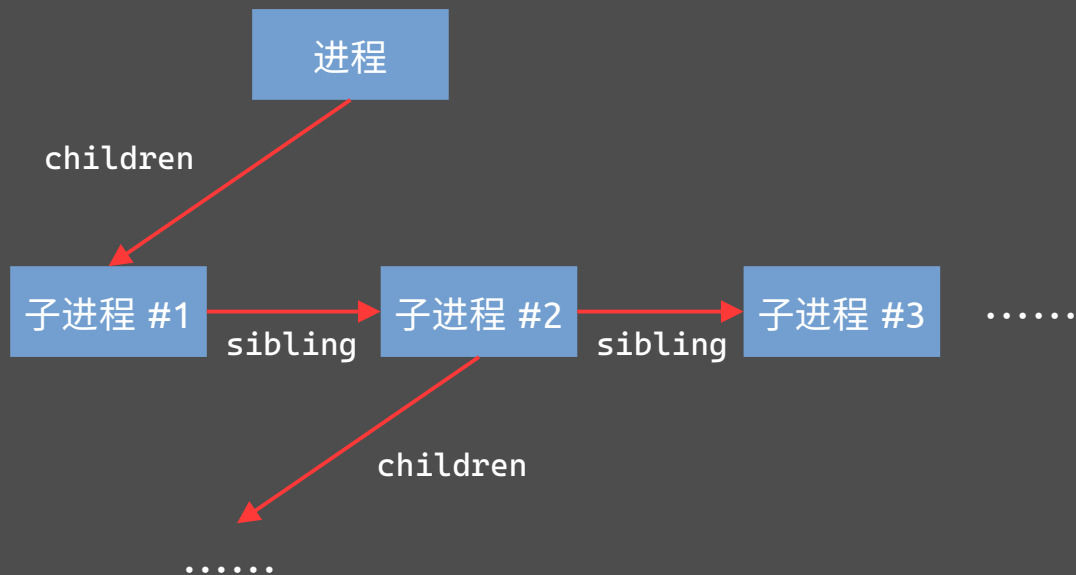 进程
children
子进程 #1
子进程 #2
子进程 #3
……
sibling
sibling
children
……